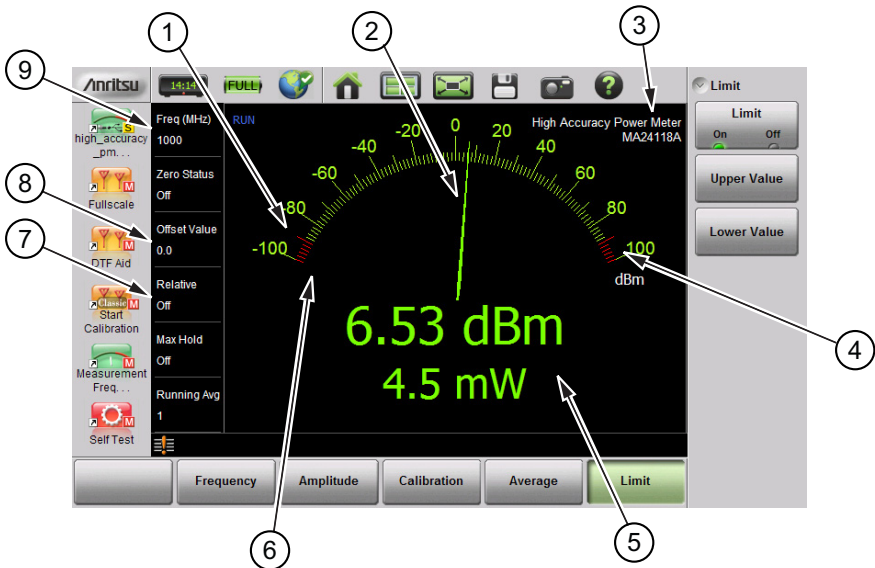 1
2
3
9
8
7
4
5
6
Anritsu
14:14
FULL
?
high_accuracy
_pm. . .
S
Fullscale
M
DTF Aid
M
Classic M
Start
Calibration
Measurement
Freq. . .
M
Self Test
M
Freq (MHz)
1000
Zero Status
Off
Offset Value
0.0
Relative
Off
Max Hold
Off
Running Avg
1
RUN
High Accuracy Power Meter
MA24118A
-100
-80
-60
-40
-20
0
20
40
60
80
100
dBm
6.53 dBm
4.5 mW
Limit
Limit
On Off
Upper Value
Lower Value
Frequency
Amplitude
Calibration
Average
Limit